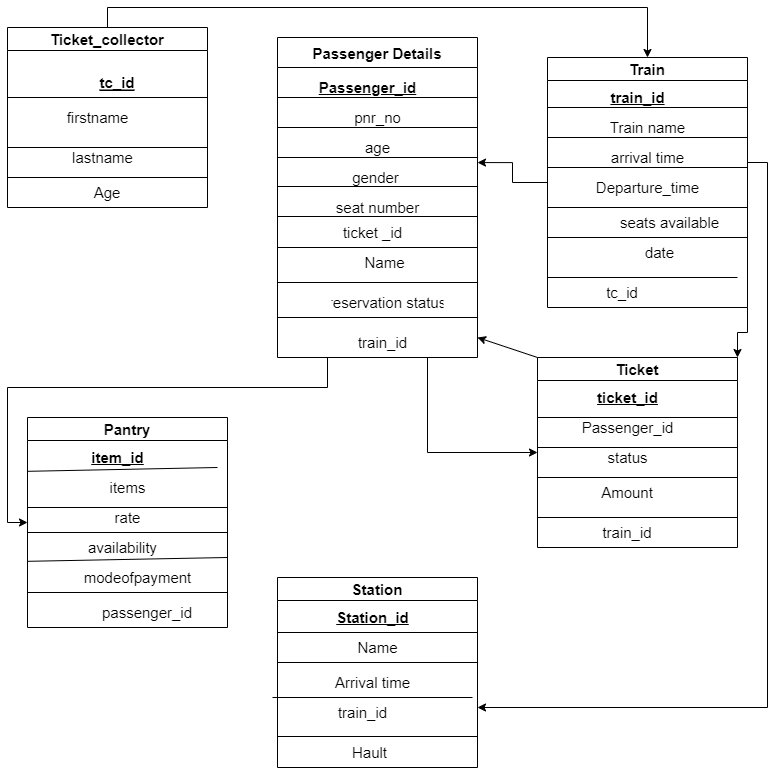 Ticket_collector
tc_id
firstname
lastname
Age
Passenger Details
Passenger_id
pnr_no
age
gender
seat number
ticket _id
Name
reservation status
train_id
Train
train_id
Train name
arrival time
Departure_time
seats available
date
tc_id
Ticket
ticket_id
Passenger_id
status
Amount
train_id
Pantry
item_id
items
rate
availability
modeofpayment
passenger_id
Station
Station_id
Name
Arrival time
train_id
Hault